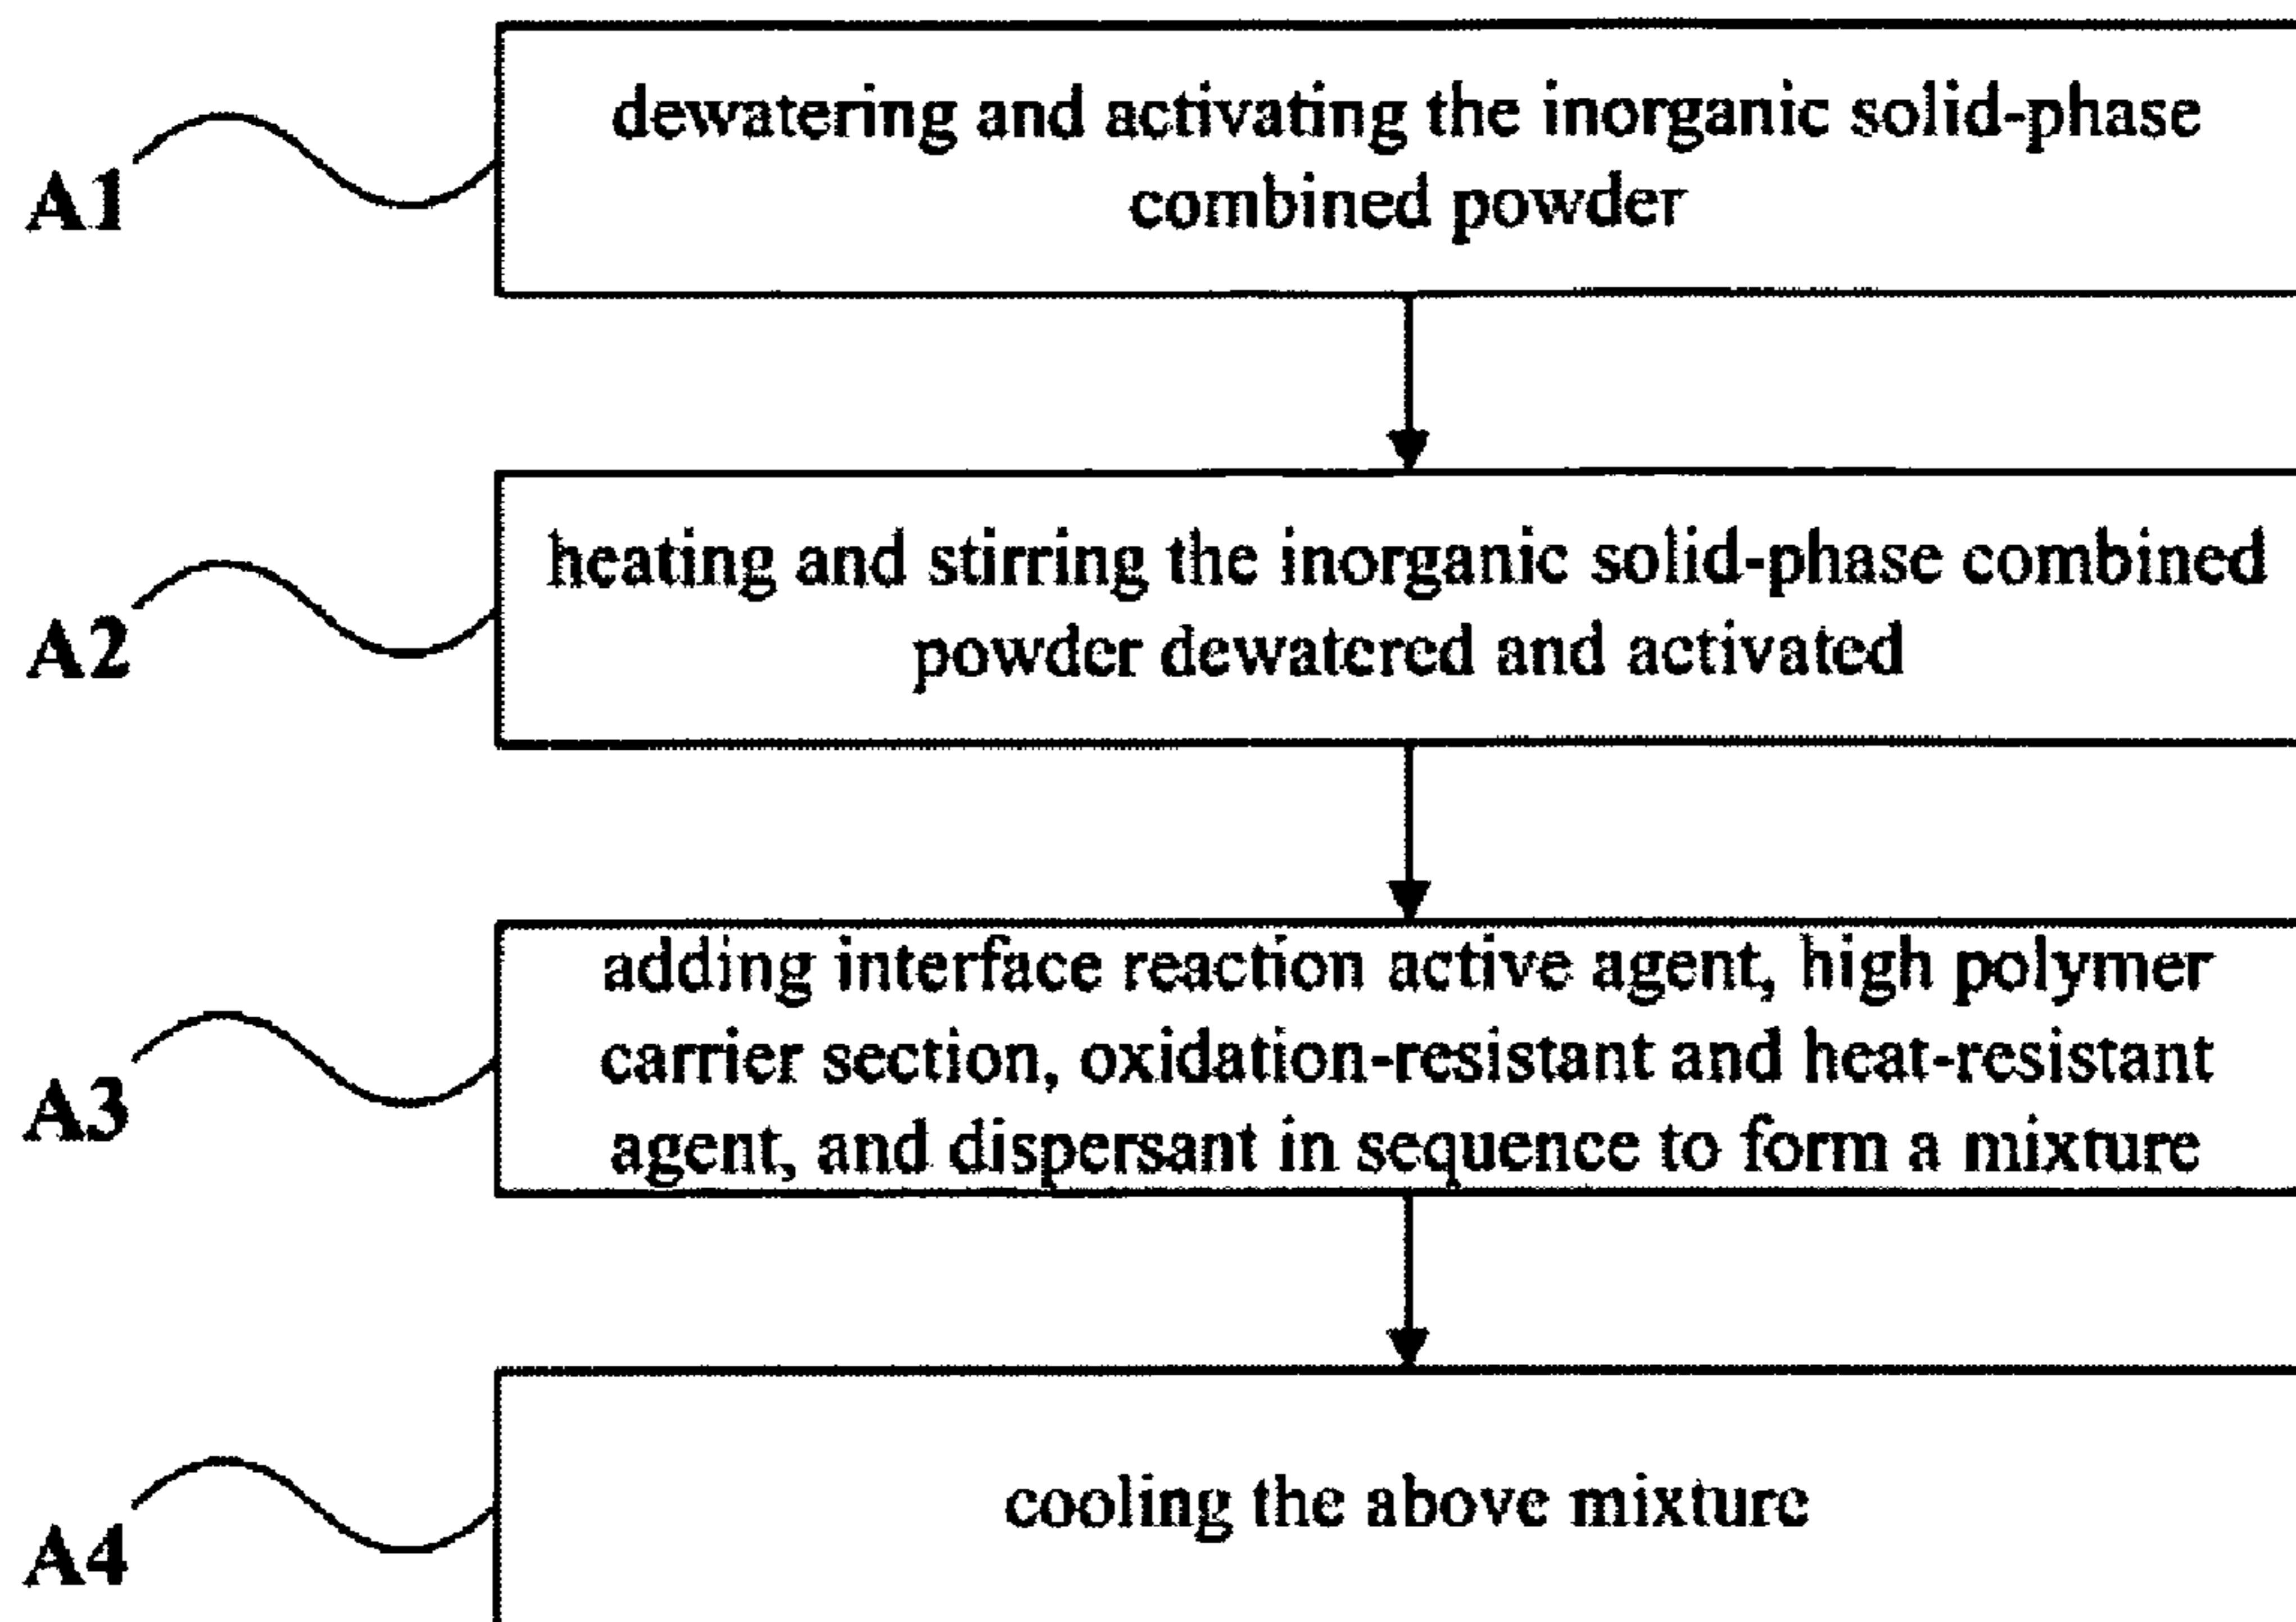 A1
dewatering and activating the inorganic solid-phase
combined powder
A2
heating and stirring the inorganic solid-phase combined
powder dewatered and activated
A3
adding interface reaction active agent, high polymer
carrier section, oxidation-resistant and heat-resistant
agent, and dispersant in sequence to form a mixture
A4
cooling the above mixture